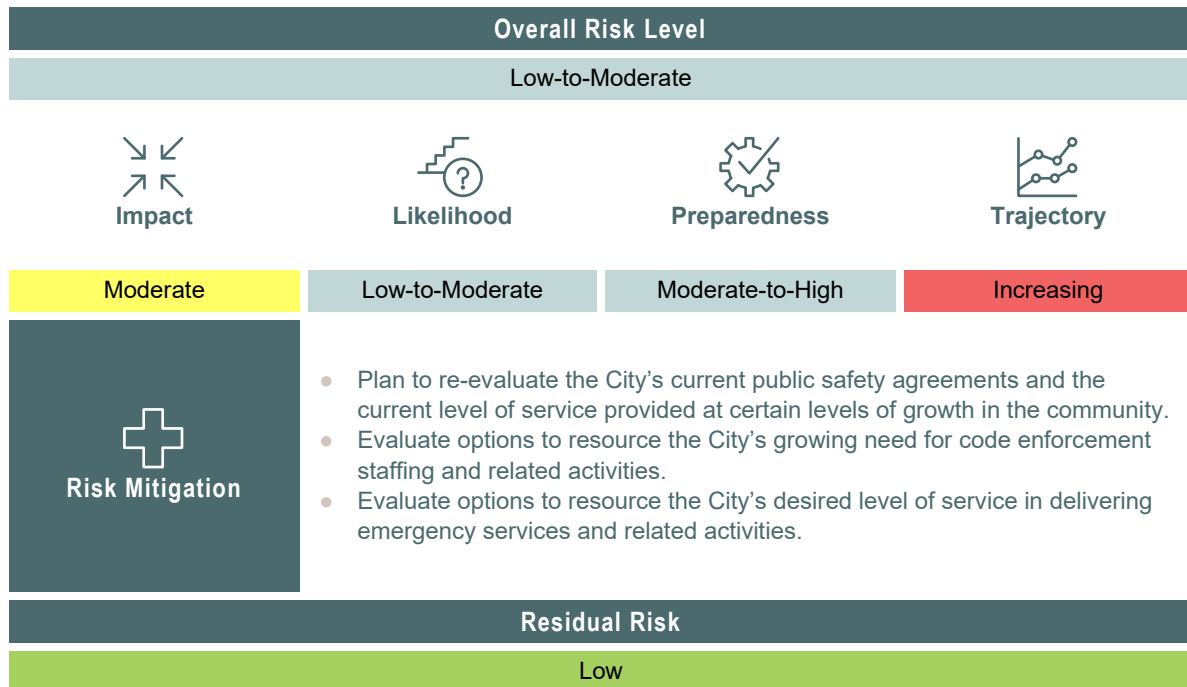 Overall Risk Level
Low-to-Moderate
?
Impact
Likelihood
Preparedness
Trajectory
Moderate
Low-to-Moderate
Moderate-to-High
Increasing
Risk Mitigation
● Plan to re-evaluate the City’s current public safety agreements and the
current level of service provided at certain levels of growth in the community.
● Evaluate options to resource the City’s growing need for code enforcement
staffing and related activities.
● Evaluate options to resource the City’s desired level of service in delivering
emergency services and related activities.
Residual Risk
Low